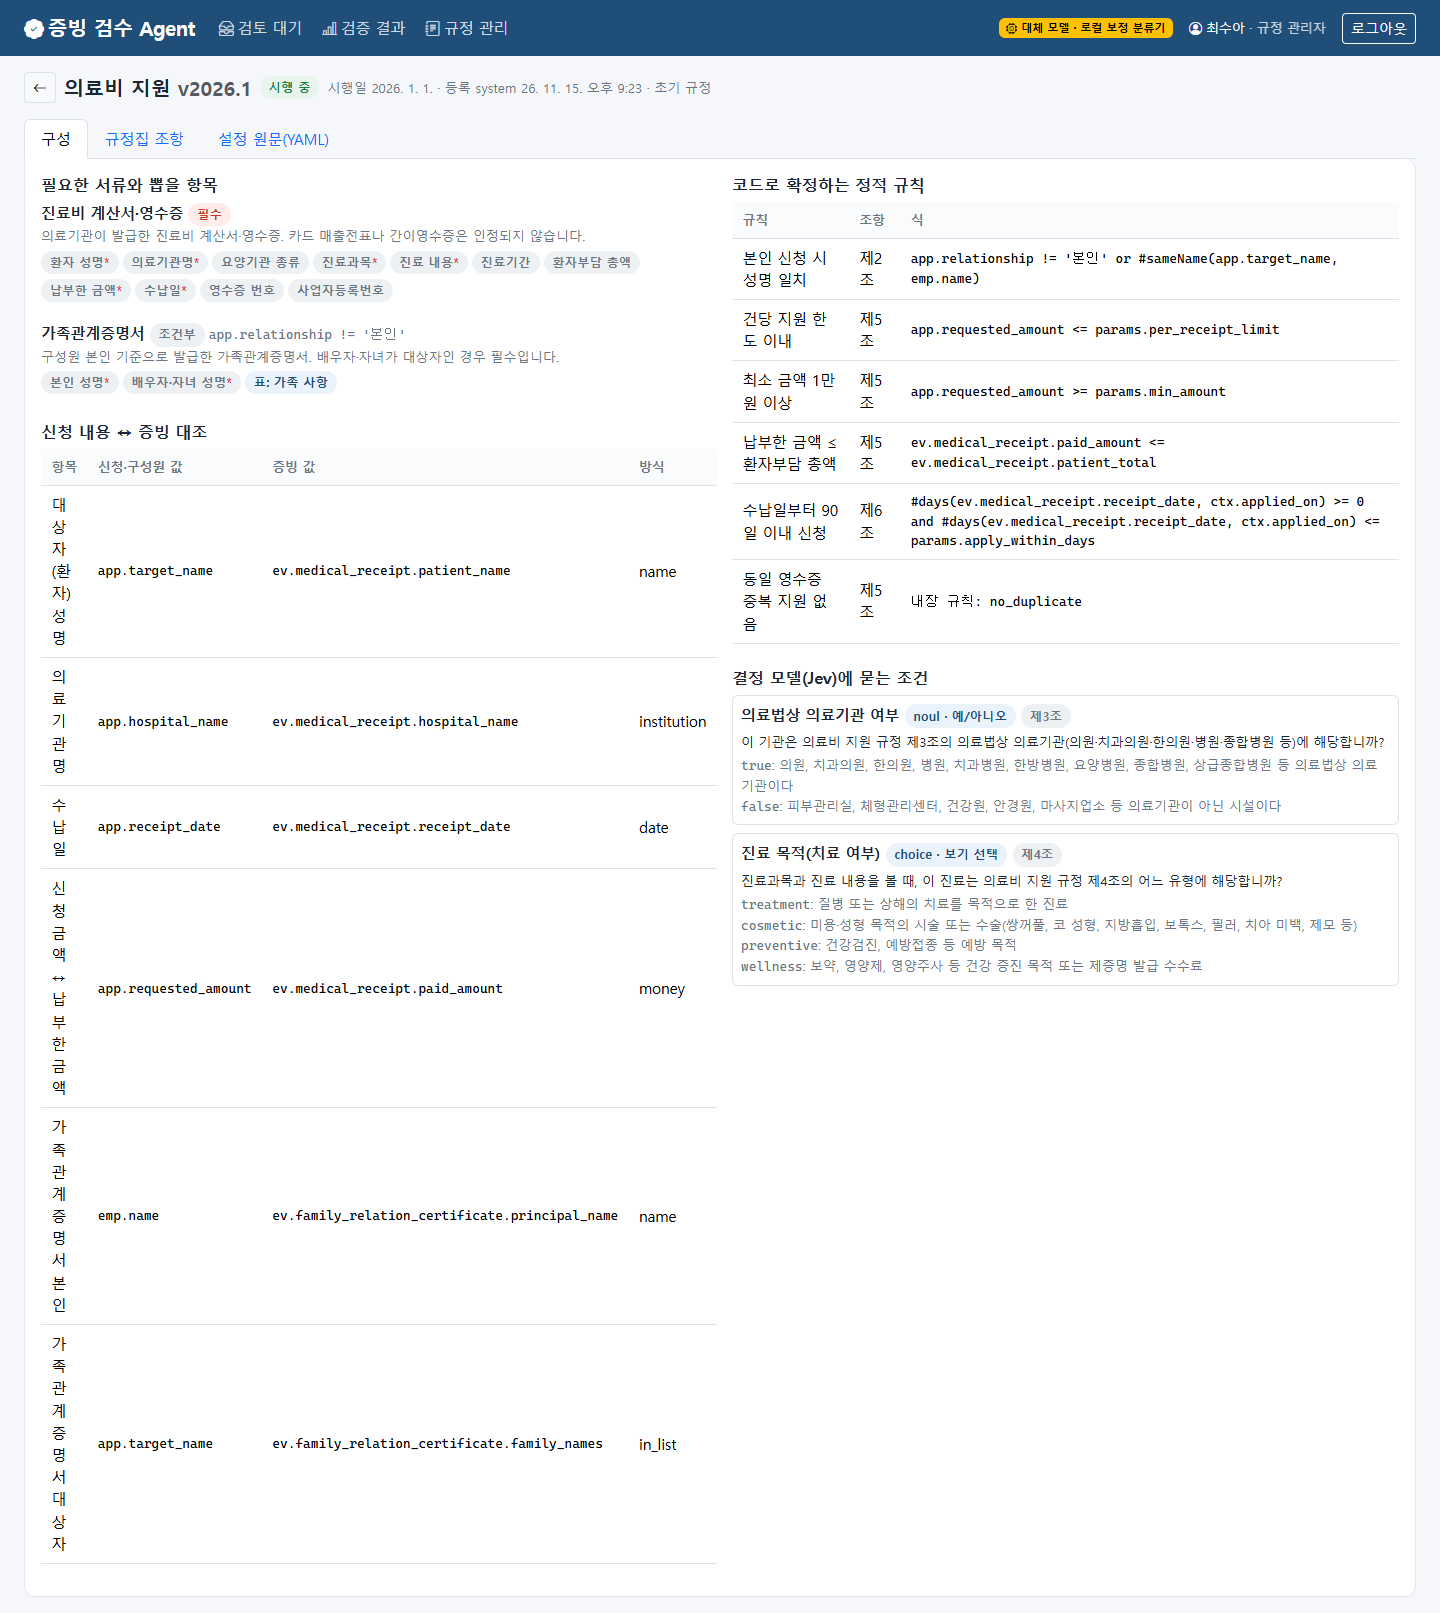 증빙 검수 Agent 검토 대기 검증 결과 규정 관리 대체 모델 · 로컬 보정 분류기 최수아 · 규정 관리자 로그아웃
← 의료비 지원 v2026.1 시행 중 시행일 2026. 1. 1. · 등록 system 26. 11. 15. 오후 9:23 · 초기 규정
구성 규정집 조항 설정 원문(YAML)
필요한 서류와 뽑을 항목
진료비 계산서·영수증 필수
의료기관이 발급한 진료비 계산서·영수증. 카드 매출전표나 간이영수증은 인정되지 않습니다.
환자 성명* 의료기관명* 요양기관 종류 진료과목* 진료 내용* 진료기간 환자부담 총액
납부한 금액* 수납일* 영수증 번호 사업자등록번호
가족관계증명서 조건부 app.relationship != '본인'
구성원 본인 기준으로 발급한 가족관계증명서. 배우자·자녀가 대상자인 경우 필수입니다.
본인 성명* 배우자·자녀 성명* 표: 가족 사항
신청 내용 ↔ 증빙 대조
항목 신청·구성원 값 증빙 값 방식
대
상
자
(환
자)
성
명
app.target_name ev.medical_receipt.patient_name name
의
료
기
관
명
app.hospital_name ev.medical_receipt.hospital_name institution
수
납
일
app.receipt_date ev.medical_receipt.receipt_date date
신
청
금
액
↔
납
부
한
금
액
app.requested_amount ev.medical_receipt.paid_amount money
가
족
관
계
증
명
서
본
인
emp.name ev.family_relation_certificate.principal_name name
가
족
관
계
증
명
서
대
상
자
app.target_name ev.family_relation_certificate.family_names in_list
코드로 확정하는 정적 규칙
규칙 조항 식
본인 신청 시
성명 일치
제2
조
app.relationship != '본인' or #sameName(app.target_name,
emp.name)
건당 지원 한
도 이내
제5
조
app.requested_amount <= params.per_receipt_limit
최소 금액 1만
원 이상
제5
조
app.requested_amount >= params.min_amount
납부한 금액 ≤
환자부담 총액
제5
조
ev.medical_receipt.paid_amount <=
ev.medical_receipt.patient_total
수납일부터 90
일 이내 신청
제6
조
#days(ev.medical_receipt.receipt_date, ctx.applied_on) >= 0
and #days(ev.medical_receipt.receipt_date, ctx.applied_on) <=
params.apply_within_days
동일 영수증
중복 지원 없
음
제5
조
내장 규칙: no_duplicate
결정 모델(Jev)에 묻는 조건
의료법상 의료기관 여부 noul · 예/아니오 제3조
이 기관은 의료비 지원 규정 제3조의 의료법상 의료기관(의원·치과의원·한의원·병원·종합병원 등)에 해당합니까?
true: 의원, 치과의원, 한의원, 병원, 치과병원, 한방병원, 요양병원, 종합병원, 상급종합병원 등 의료법상 의료
기관이다
false: 피부관리실, 체형관리센터, 건강원, 안경원, 마사지업소 등 의료기관이 아닌 시설이다
진료 목적(치료 여부) choice · 보기 선택 제4조
진료과목과 진료 내용을 볼 때, 이 진료는 의료비 지원 규정 제4조의 어느 유형에 해당합니까?
treatment: 질병 또는 상해의 치료를 목적으로 한 진료
cosmetic: 미용·성형 목적의 시술 또는 수술(쌍꺼풀, 코 성형, 지방흡입, 보톡스, 필러, 치아 미백, 제모 등)
preventive: 건강검진, 예방접종 등 예방 목적
wellness: 보약, 영양제, 영양주사 등 건강 증진 목적 또는 제증명 발급 수수료